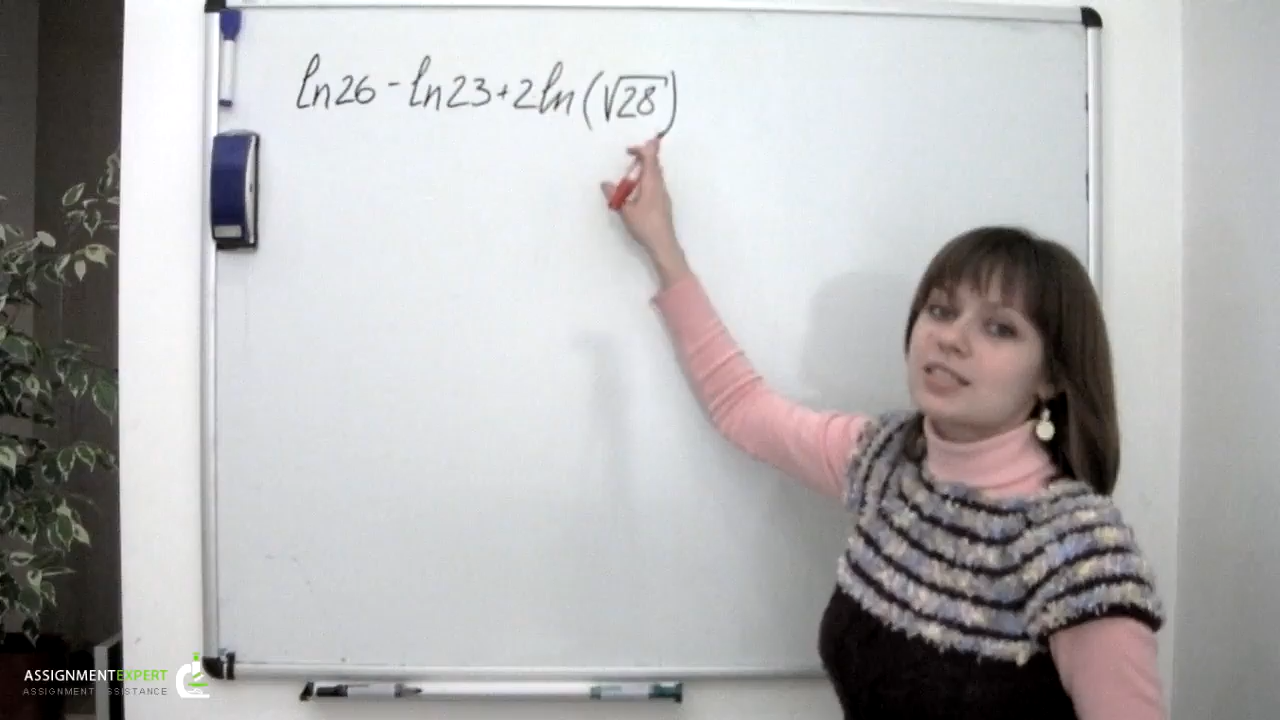 ln26 - ln23 + 2ln(√28)
ASSIGNMENTEXPERT
ASSIGNMENT ASSISTANCE